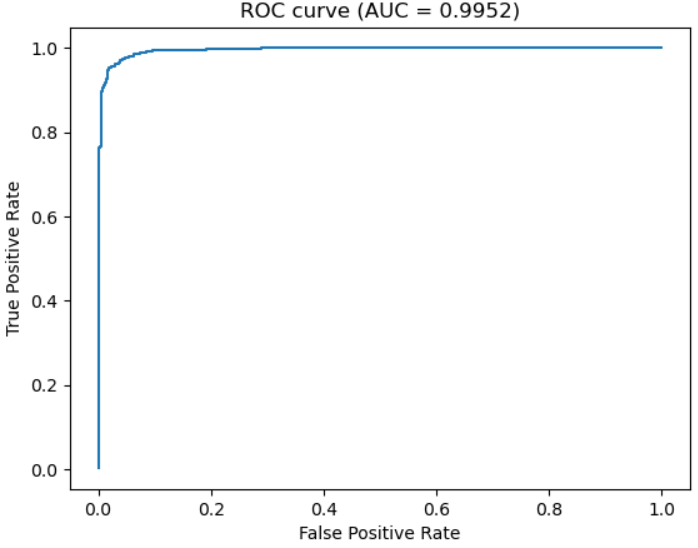 ROC curve (AUC = 0.9952)
True Positive Rate
1.0
0.8
0.6
0.4
0.2
0.0
0.0 0.2 0.4 0.6 0.8 1.0
False Positive Rate